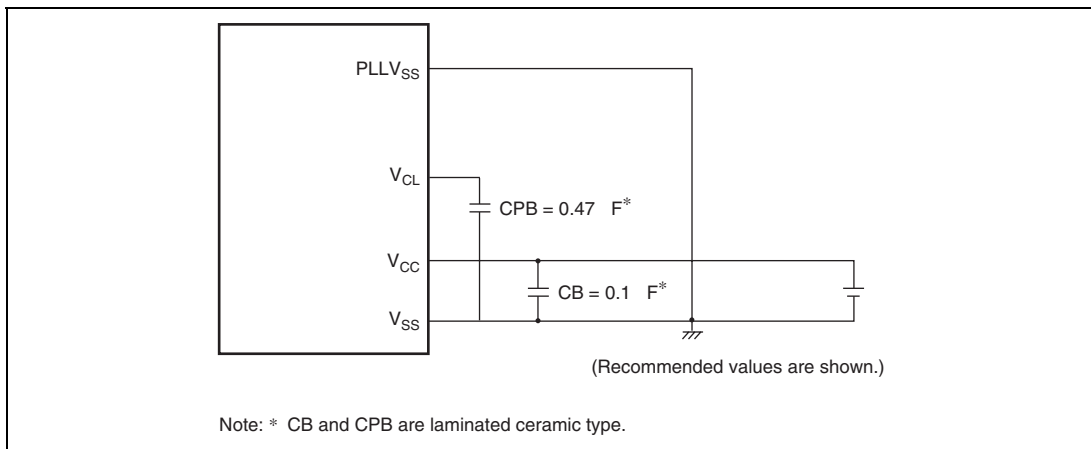 PLLVSS
VCL
CPB = 0.47 F*
VCC
CB = 0.1 F*
VSS
(Recommended values are shown.)
Note: * CB and CPB are laminated ceramic type.